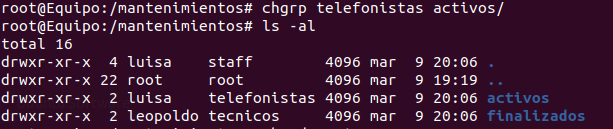 root@Equipo:/mantenimientos# chgrp telefonistas activos/
root@Equipo:/mantenimientos# ls -al
total 16
drwxr-xr-x  4 luisa    staff        4096 mar  9 20:06 .
drwxr-xr-x 22 root     root         4096 mar  9 19:19 ..
drwxr-xr-x  2 luisa    telefonistas 4096 mar  9 20:06 activos
drwxr-xr-x  2 leopoldo tecnicos     4096 mar  9 20:06 finalizados